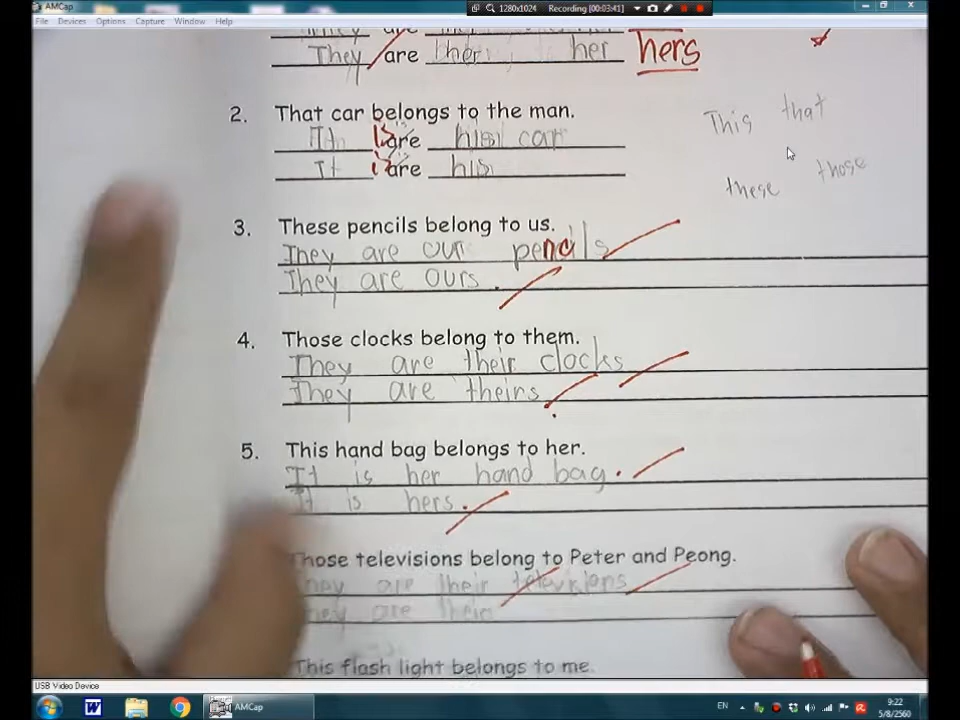 AMCap
1280x1024 Recording [00:03:41]
File Devices Options Capture Window Help
They are her her hers
2. That car belongs to the man.
It is are his car
It is are his
This that
these those
3. These pencils belong to us.
They are our pencils
They are ours.
4. Those clocks belong to them.
They are their clocks
They are theirs.
5. This hand bag belongs to her.
It is her hand bag.
It is hers.
Those televisions belong to Peter and Peong.
They are their
They are their
This flash light belongs to me.
USB Video Device
AMCap
EN
9:22
5/8/2560